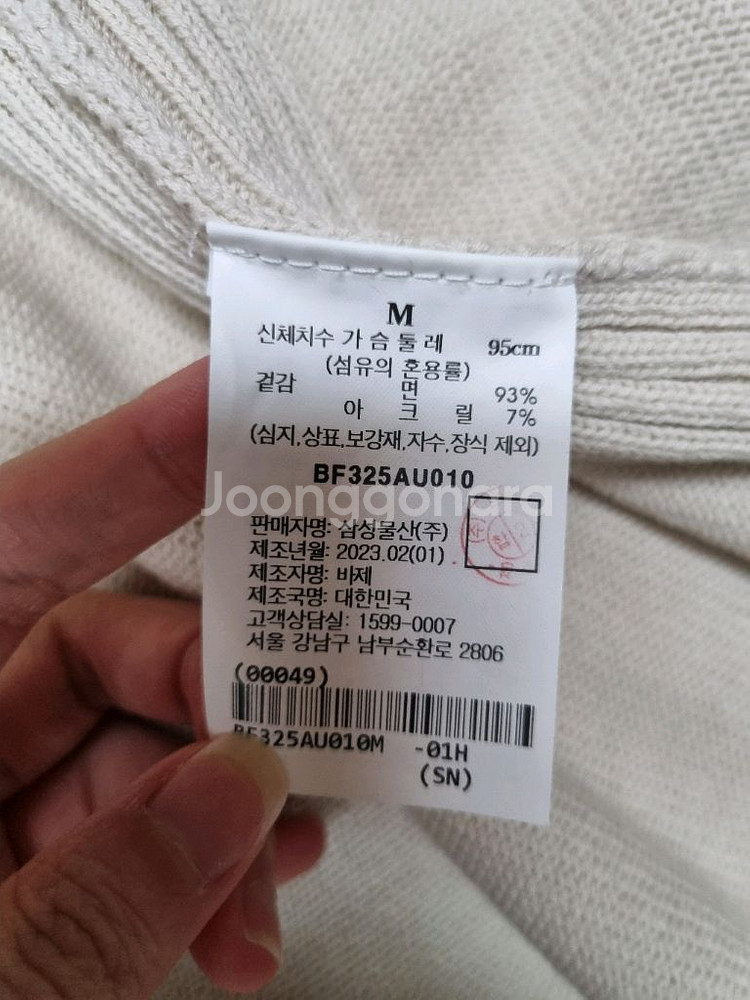 M
신체치수 가 슴 둘 레 95cm
(섬유의 혼용률)
겉감 면 93%
아 크 릴 7%
(심지,상표,보강재,자수,장식 제외)
BF325AU010
Joonggonara
판매자명: 삼성물산(주)
제조년월: 2023.02(01)
제조자명: 바제
제조국명: 대한민국
고객상담실: 1599-0007
서울 강남구 남부순환로 2806
(00049)
BF325AU010M -01H
(SN)